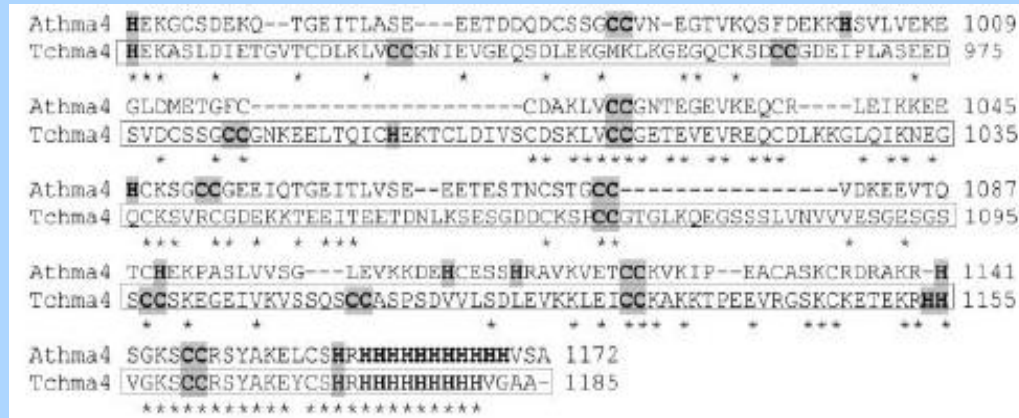 Athma4 HEKGCSDEKQ--TGEITLASE---EETDDQDCSSGCCVN-EGTVKQSFDEKKHSVLVEKE 1009
Tchma4 HEKASLDIETGVTCDLKLVCCGNIEVGEQSDLEKGMKLKGEGQCKSDCCGDEIPLASEED 975
* * * * * * * * * * * * *
Athma4 GLDMETGFC--------------------CDAKLVCCGNTEGEVKEQCR----LEIKKEE 1045
Tchma4 SVDCSSGCCGNKEELTQICHEKTCLDIVSCDSKLVCCGETEVEVREQCDLKKGLQIKNEG 1035
* * * ** ****** ** ** *** * ** *
Athma4 HCKSGCCGEEIQTGEITLVSE--EETESTNCSTGCC----------------VDKEEVTQ 1087
Tchma4 QCKSVRCGDEKKTEEITEETDNLKSESGDDCKSPCCGTGLKQEGSSSLVNVVVESGESGS 1095
*** ** * * *** * ** * *
Athma4 TCHEKPASLVVSG---LEVKKDEHCESSHRAVKVETCCKVKIP--EACASKCRDRAKR-H 1141
Tchma4 SCCSKEGEIVKVSSQSCCASPSDVVLSDLEVKKLEICCKAKKTPEEVRGSKCKETEKRHH 1155
* * * * * * *** * * *** ** *
Athma4 SGKSCCRSYAKELCSHRHHHHHHHHHHHVSA 1172
Tchma4 VGKSCCRSYAKEYCSHRHHHHHHHHHVGAA- 1185
*********** *************